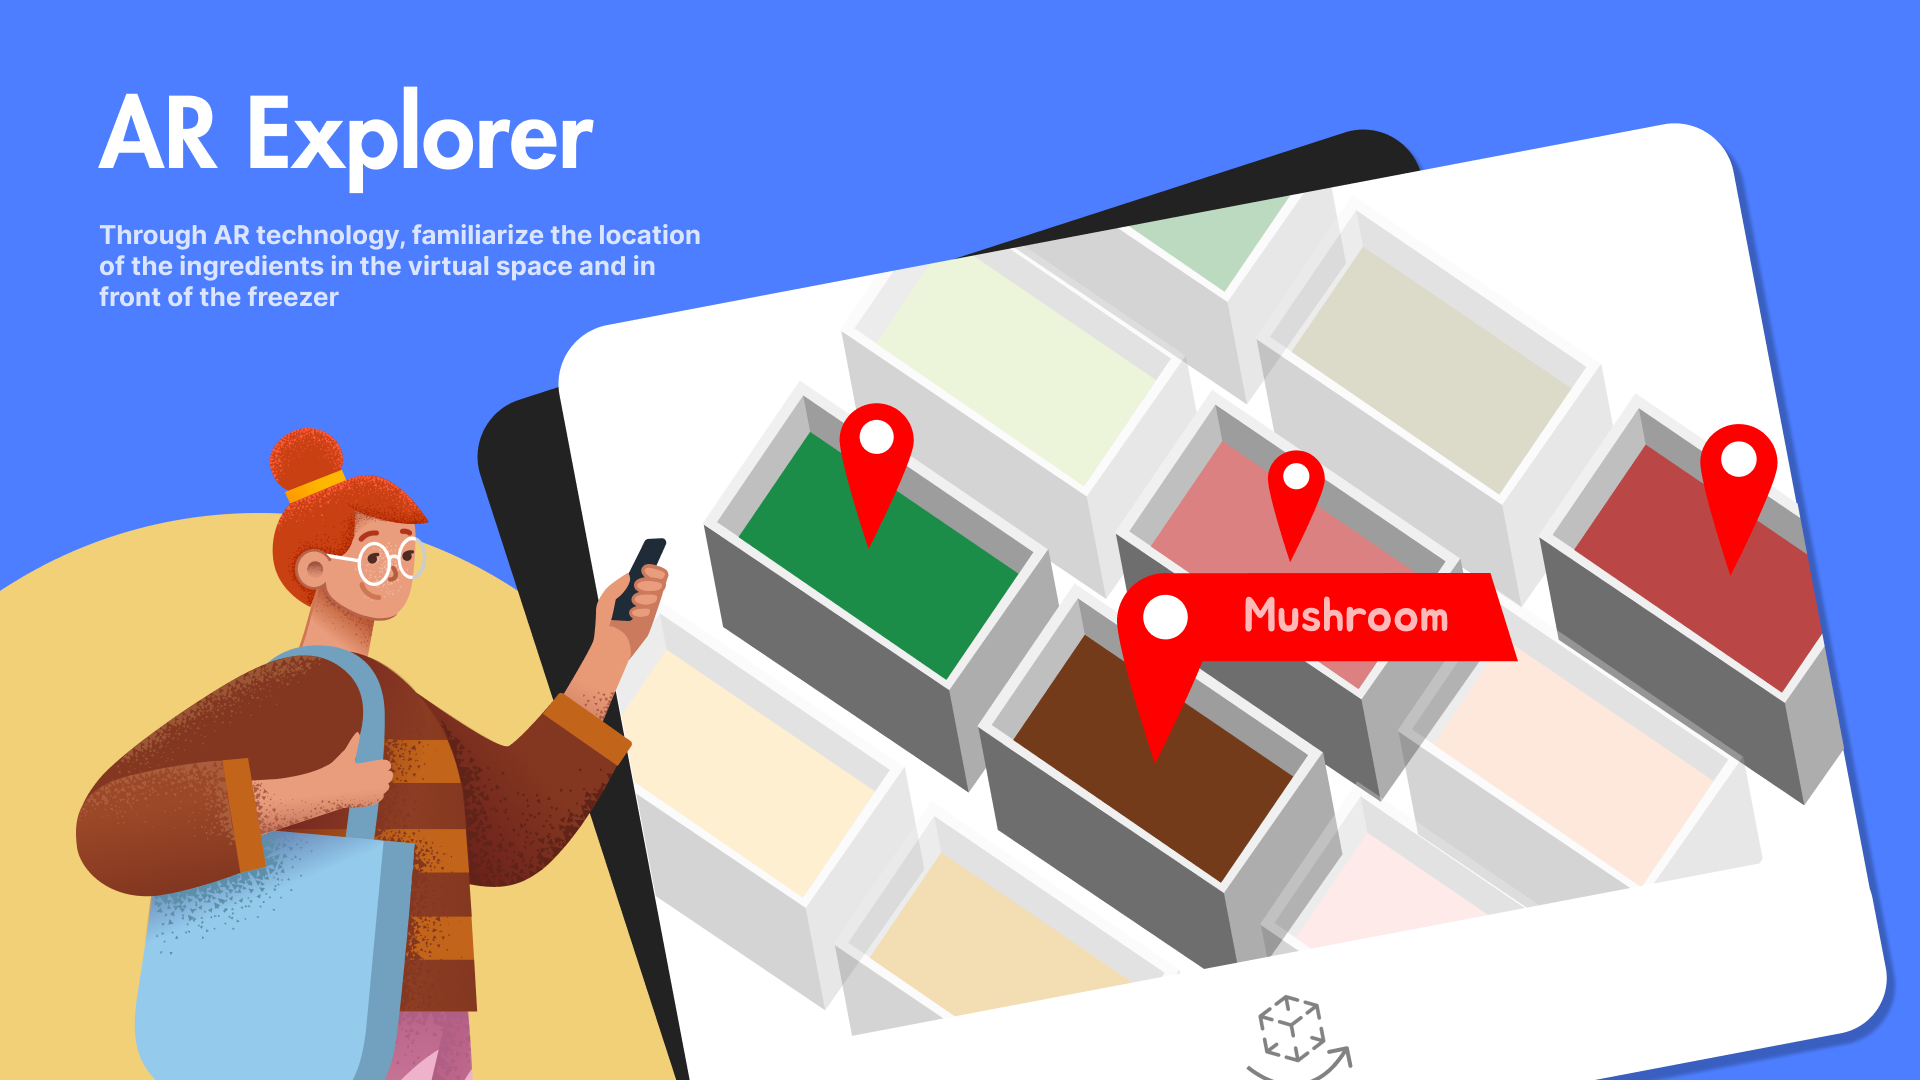 AR Explorer
Through AR technology, familiarize the location
of the ingredients in the virtual space and in
front of the freezer
Mushroom